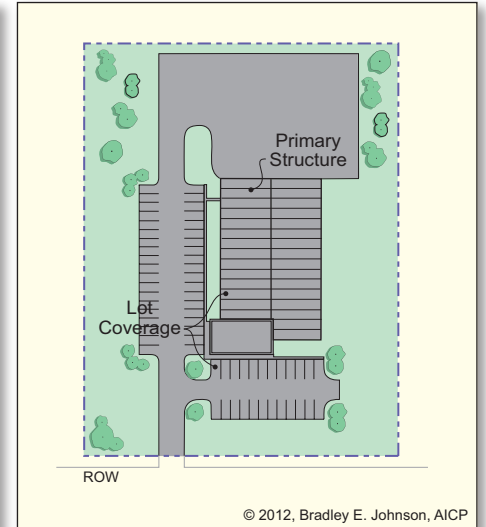 Primary
Structure
Lot
Coverage
ROW
© 2012, Bradley E. Johnson, AICP